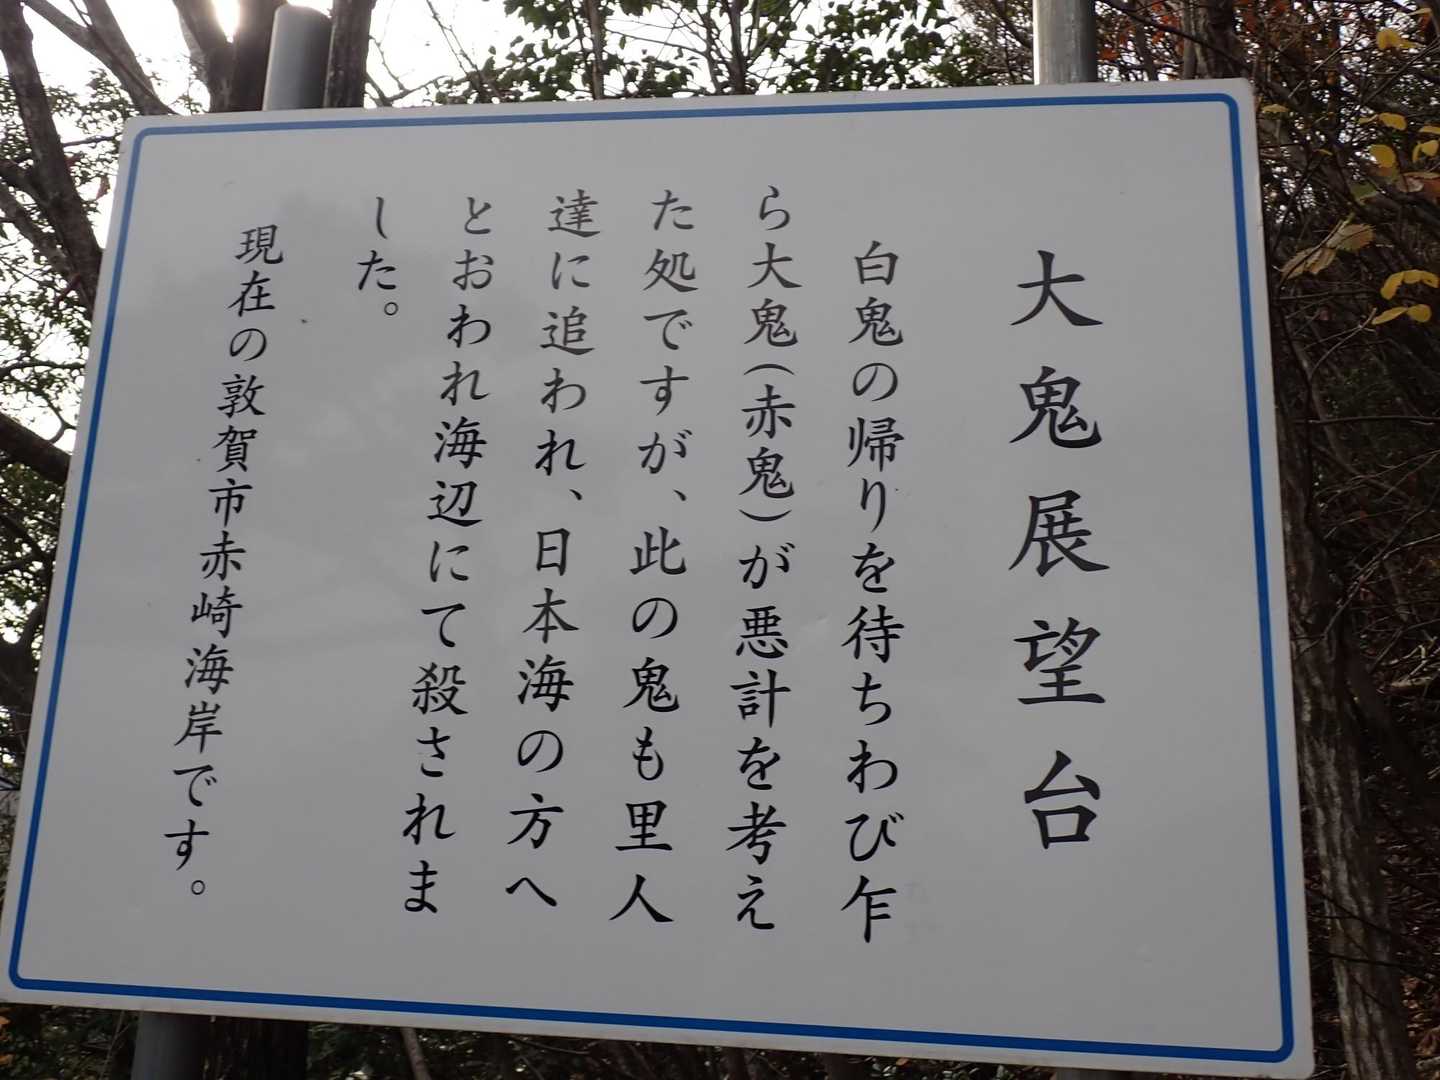 大鬼展望台
白鬼の帰りを待ちわび乍
ら大鬼(赤鬼)が悪計を考え
た処ですが、此の鬼も里人
達に追われ、日本海の方へ
とおわれ海辺にて殺されま
した。
現在の敦賀市赤崎海岸です。